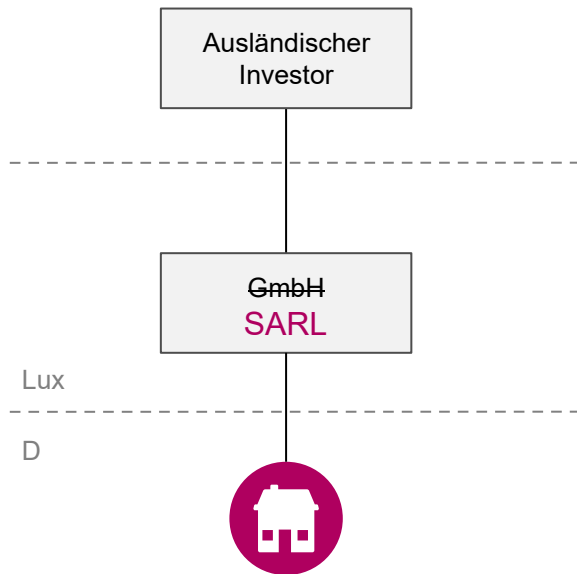 Ausländischer
Investor
GmbH
SARL
Lux
D